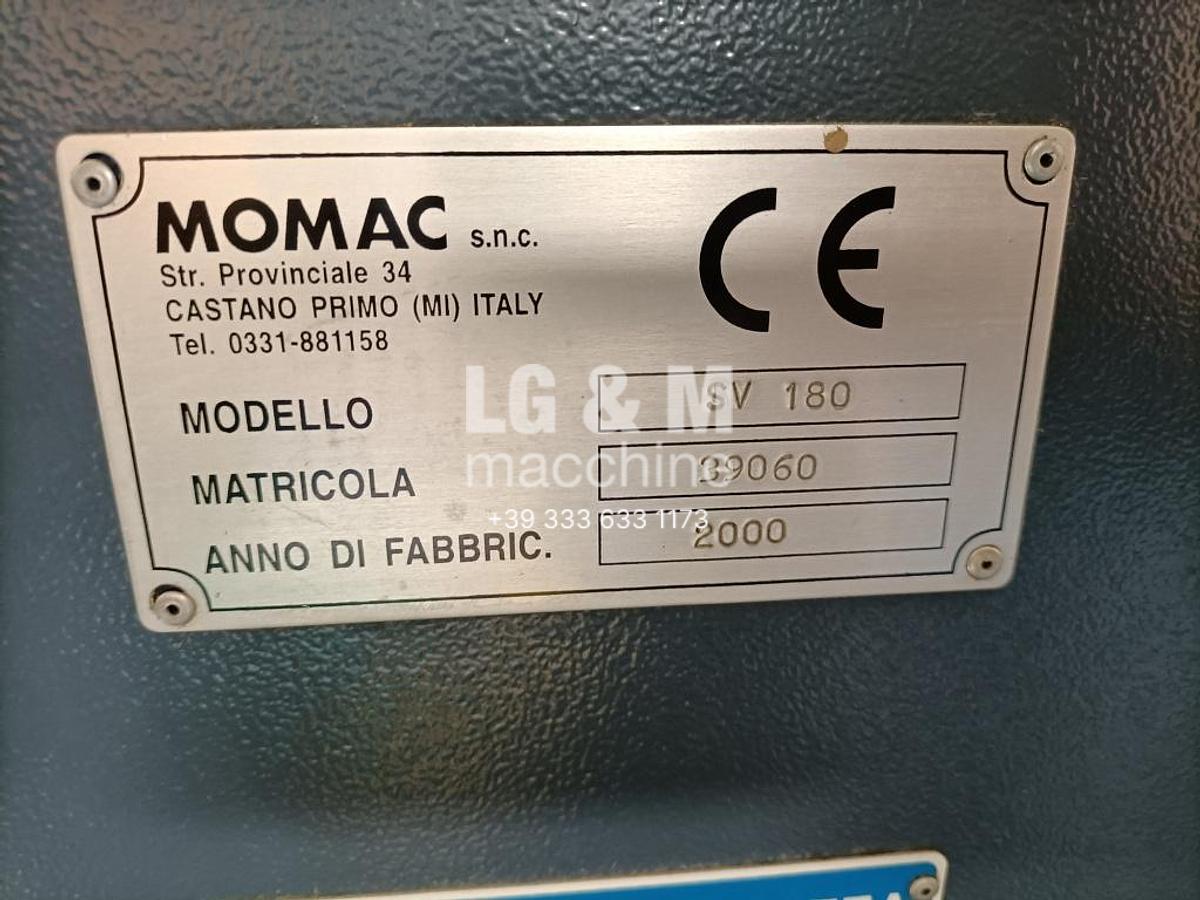 MOMAC s.n.c.
Str. Provinciale 34
CASTANO PRIMO (MI) ITALY
Tel. 0331-881158
CE
MODELLO SV 180
MATRICOLA 39060
ANNO DI FABBRIC. 2000
LG & M
macchine
+39 333 633 1173